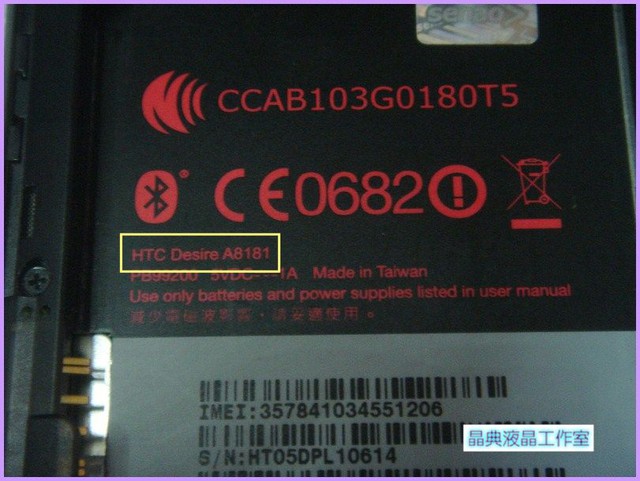 senao
CCAB103G0180T5
CE0682
HTC Desire A8181
PB99200 5VDC⎓1A Made in Taiwan
Use only batteries and power supplies listed in user manual
減少電磁波影響,請妥適使用。
IMEI:357841034551206
S/N:HT05DPL10614
晶典液晶工作室